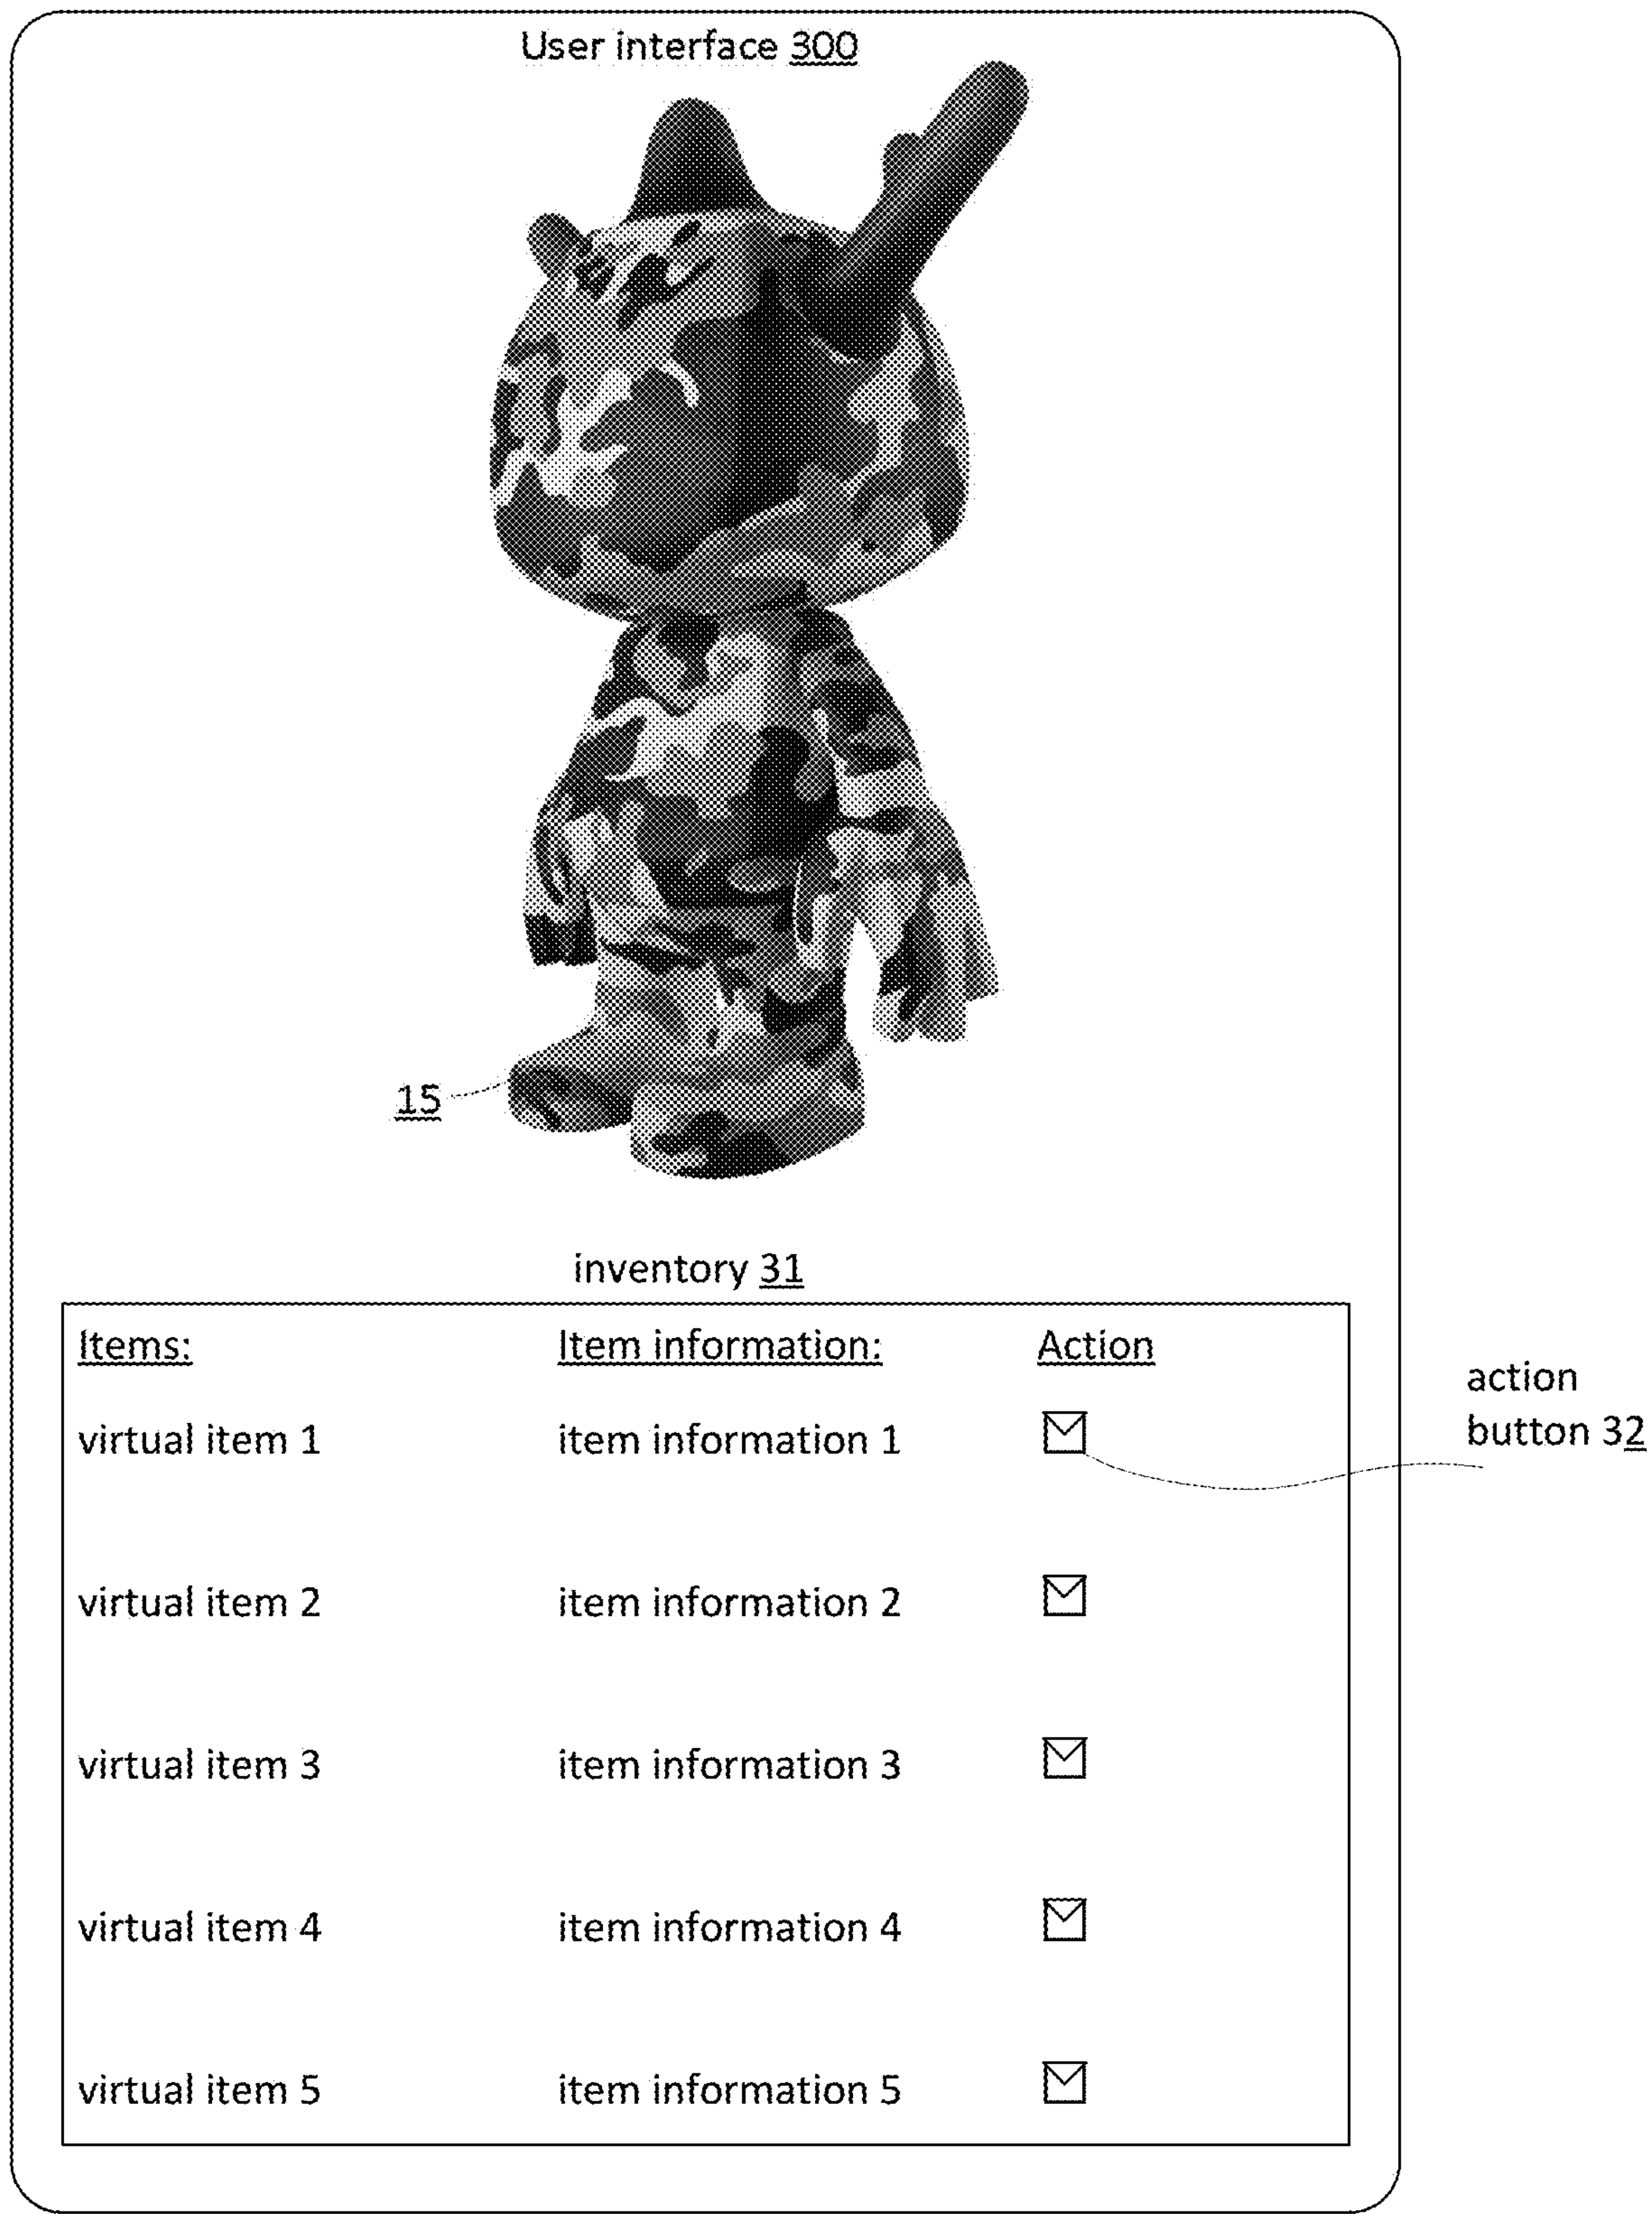 User interface 300
15
inventory 31
Items: Item information: Action
action
button 32
virtual item 1 item information 1
virtual item 2 item information 2
virtual item 3 item information 3
virtual item 4 item information 4
virtual item 5 item information 5